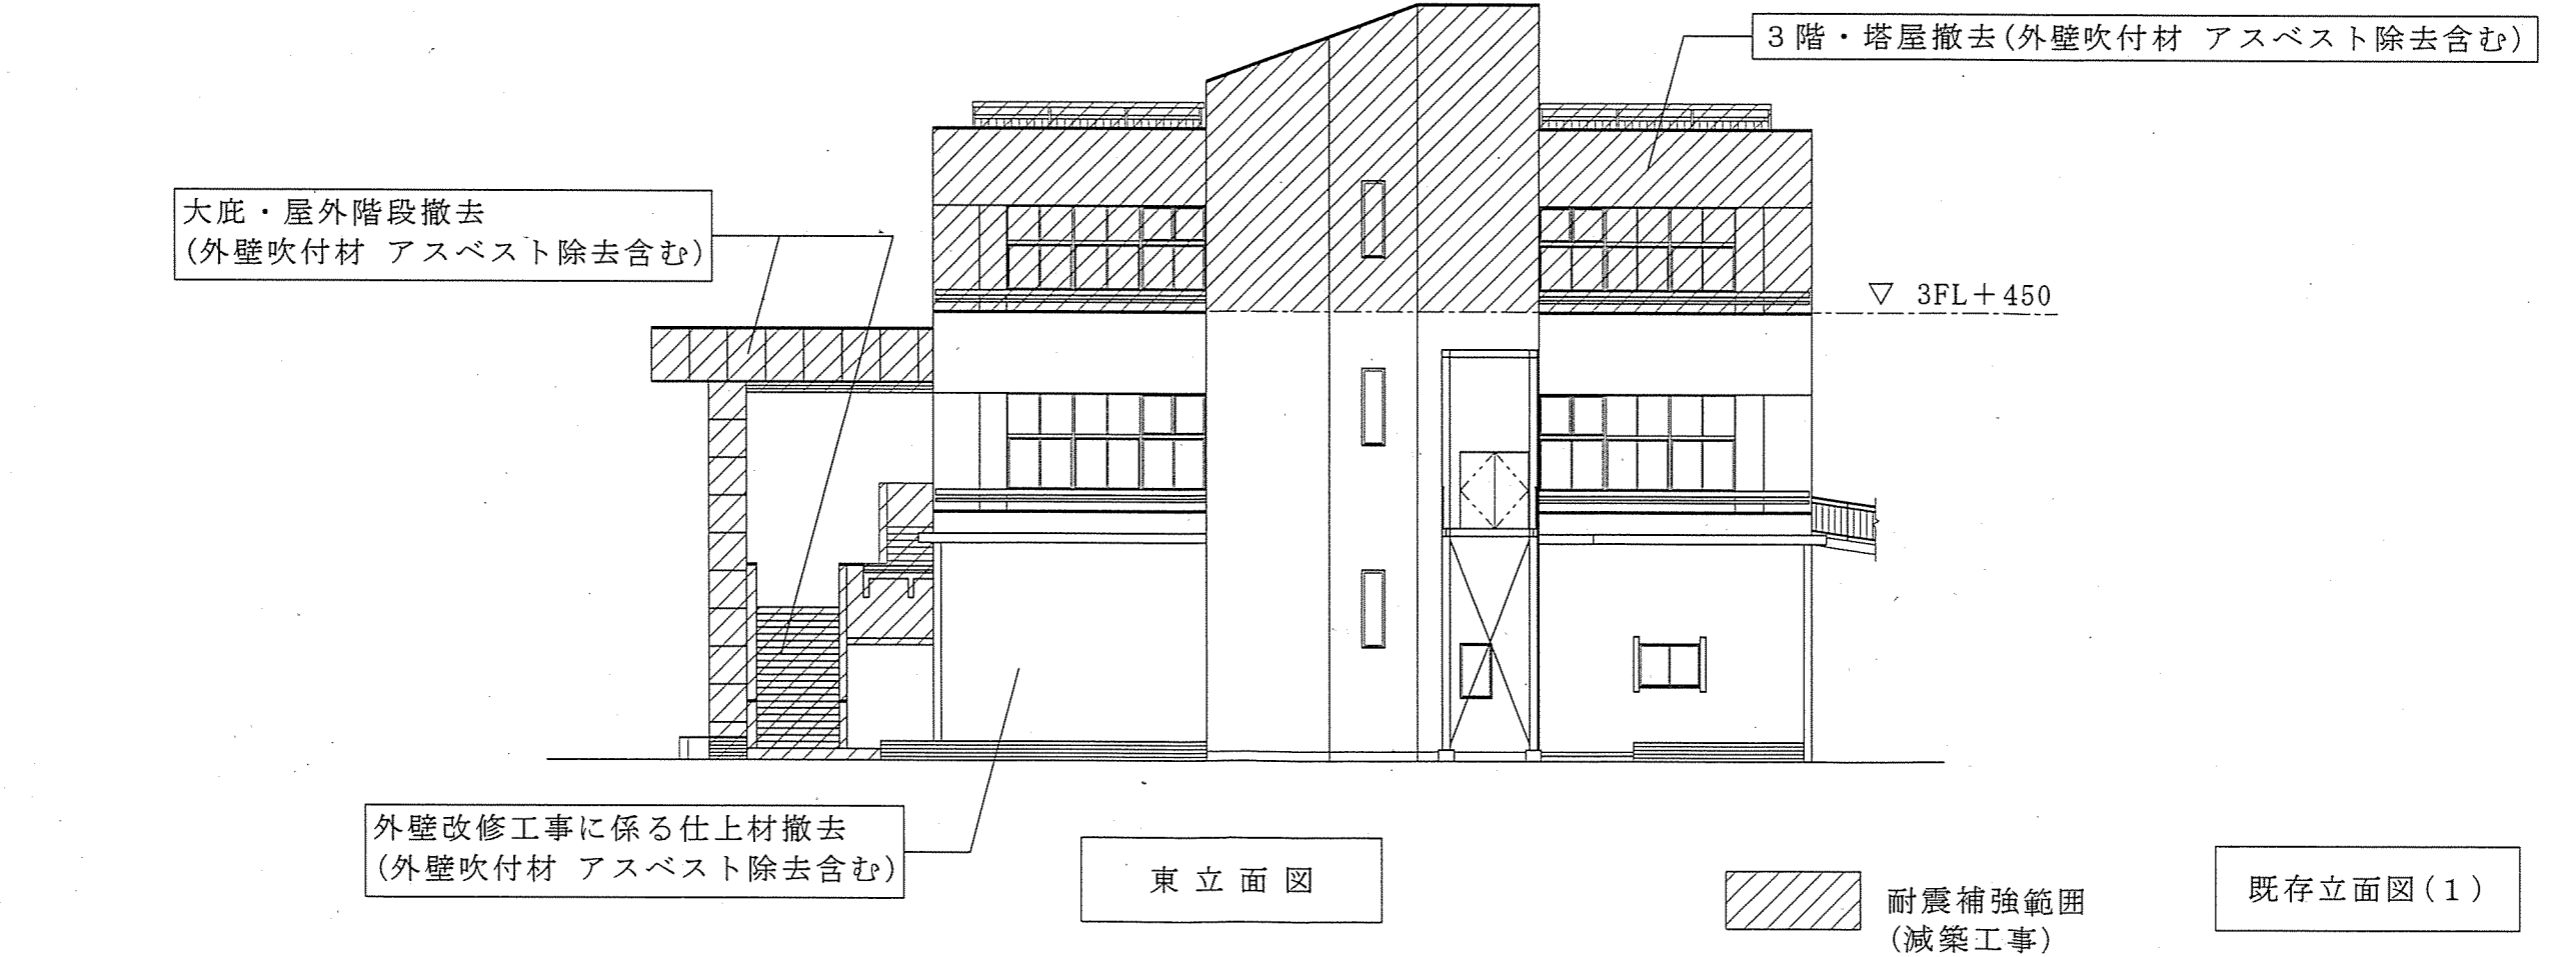 3階・塔屋撤去(外壁吹付材 アスベスト除去含む)
大庇・屋外階段撤去
(外壁吹付材 アスベスト除去含む)
▽ 3FL+450
外壁改修工事に係る仕上材撤去
(外壁吹付材 アスベスト除去含む)
東立面図
耐震補強範囲
(減築工事)
既存立面図(1)